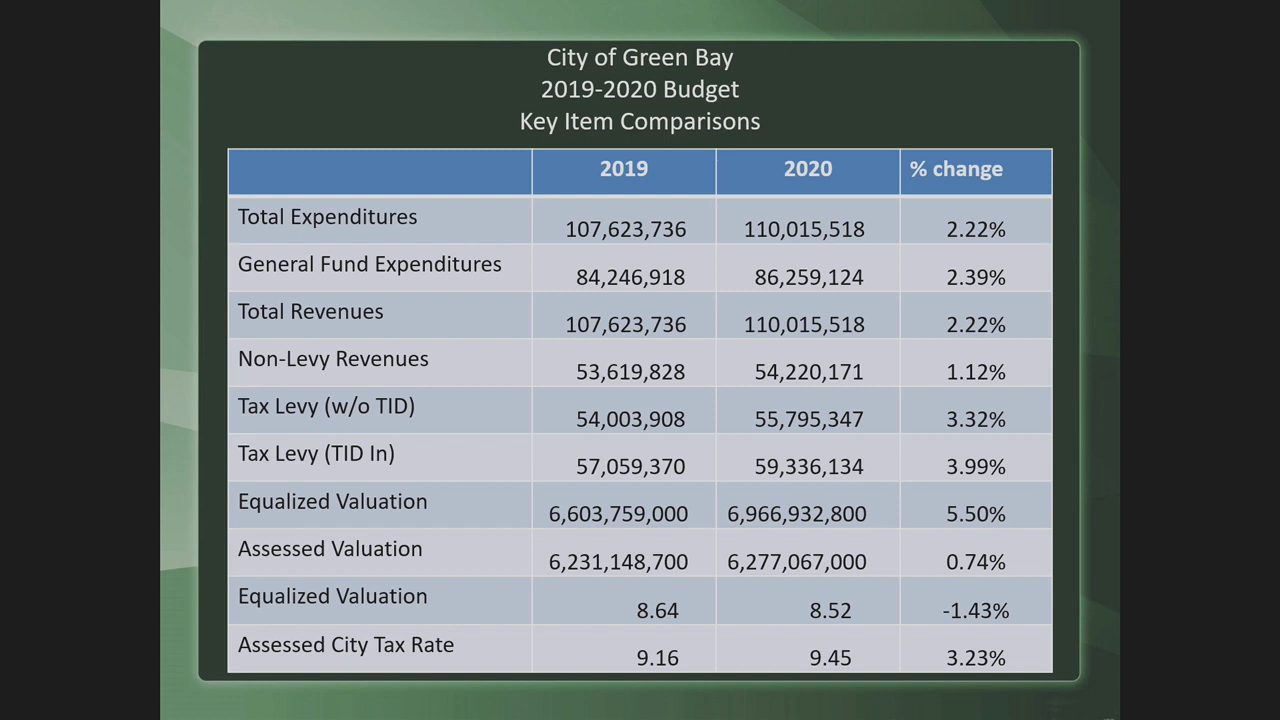 City of Green Bay
2019-2020 Budget
Key Item Comparisons
2019 2020 % change
Total Expenditures 107,623,736 110,015,518 2.22%
General Fund Expenditures 84,246,918 86,259,124 2.39%
Total Revenues 107,623,736 110,015,518 2.22%
Non-Levy Revenues 53,619,828 54,220,171 1.12%
Tax Levy (w/o TID) 54,003,908 55,795,347 3.32%
Tax Levy (TID In) 57,059,370 59,336,134 3.99%
Equalized Valuation 6,603,759,000 6,966,932,800 5.50%
Assessed Valuation 6,231,148,700 6,277,067,000 0.74%
Equalized Valuation 8.64 8.52 -1.43%
Assessed City Tax Rate 9.16 9.45 3.23%